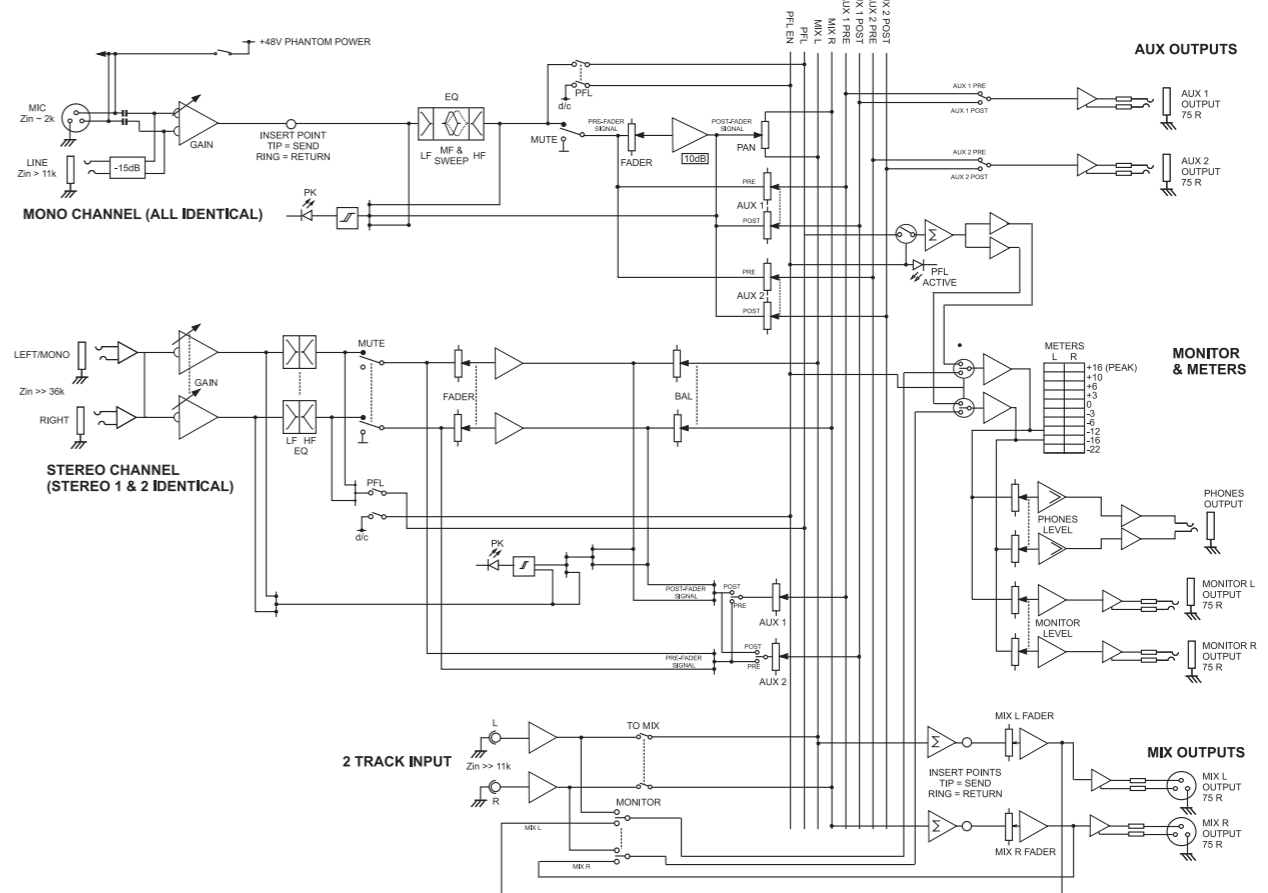 +48V PHANTOM POWER
MIC
Zin ~ 2k
GAIN
INSERT POINT
TIP = SEND
RING = RETURN
LINE
Zin > 11k
-15dB
MONO CHANNEL (ALL IDENTICAL)
PK
EQ
LF
MF &
SWEEP
HF
d/c
PFL
MUTE
PRE-FADER
SIGNAL
FADER
10dB
POST-FADER
SIGNAL
PAN
PRE
AUX 1
POST
PRE
AUX 2
POST
PFL EN
PFL
MIX L
MIX R
AUX 1 PRE
AUX 1 POST
AUX 2 PRE
AUX 2 POST
AUX OUTPUTS
AUX 1 PRE
AUX 1 POST
AUX 1
OUTPUT
75 R
AUX 2 PRE
AUX 2 POST
AUX 2
OUTPUT
75 R
Σ
PFL
ACTIVE
LEFT/MONO
Zin >> 36k
RIGHT
GAIN
LF HF
EQ
MUTE
FADER
BAL
STEREO CHANNEL
(STEREO 1 & 2 IDENTICAL)
PFL
d/c
PK
POST-FADER
SIGNAL
POST
PRE
AUX 1
PRE-FADER
SIGNAL
POST
PRE
AUX 2
METERS
L R
+16 (PEAK)
+10
+6
+3
0
-3
-6
-12
-16
-22
MONITOR
& METERS
PHONES
OUTPUT
PHONES
LEVEL
MONITOR L
OUTPUT
75 R
MONITOR
LEVEL
MONITOR R
OUTPUT
75 R
2 TRACK INPUT
L
Zin >> 11k
R
TO MIX
MONITOR
MIX L
MIX R
Σ
MIX L FADER
INSERT POINTS
TIP = SEND
RING = RETURN
Σ
MIX R FADER
MIX OUTPUTS
MIX L
OUTPUT
75 R
MIX R
OUTPUT
75 R